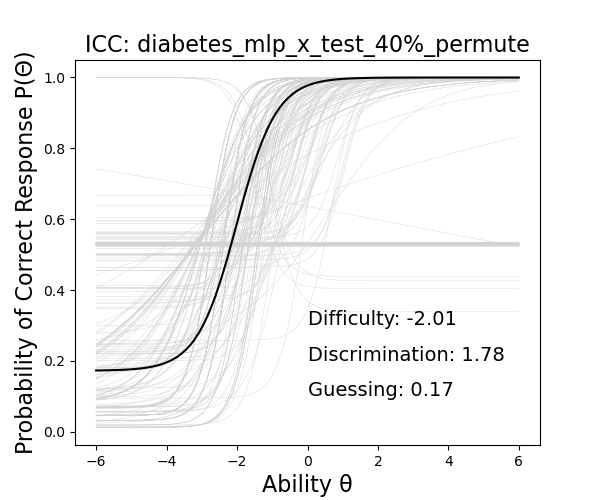 ICC: diabetes_mlp_x_test_40%_permute
Probability of Correct Response P(Θ)
1.0
0.8
0.6
0.4
0.2
0.0
Difficulty: -2.01
Discrimination: 1.78
Guessing: 0.17
−6 −4 −2 0 2 4 6
Ability θ